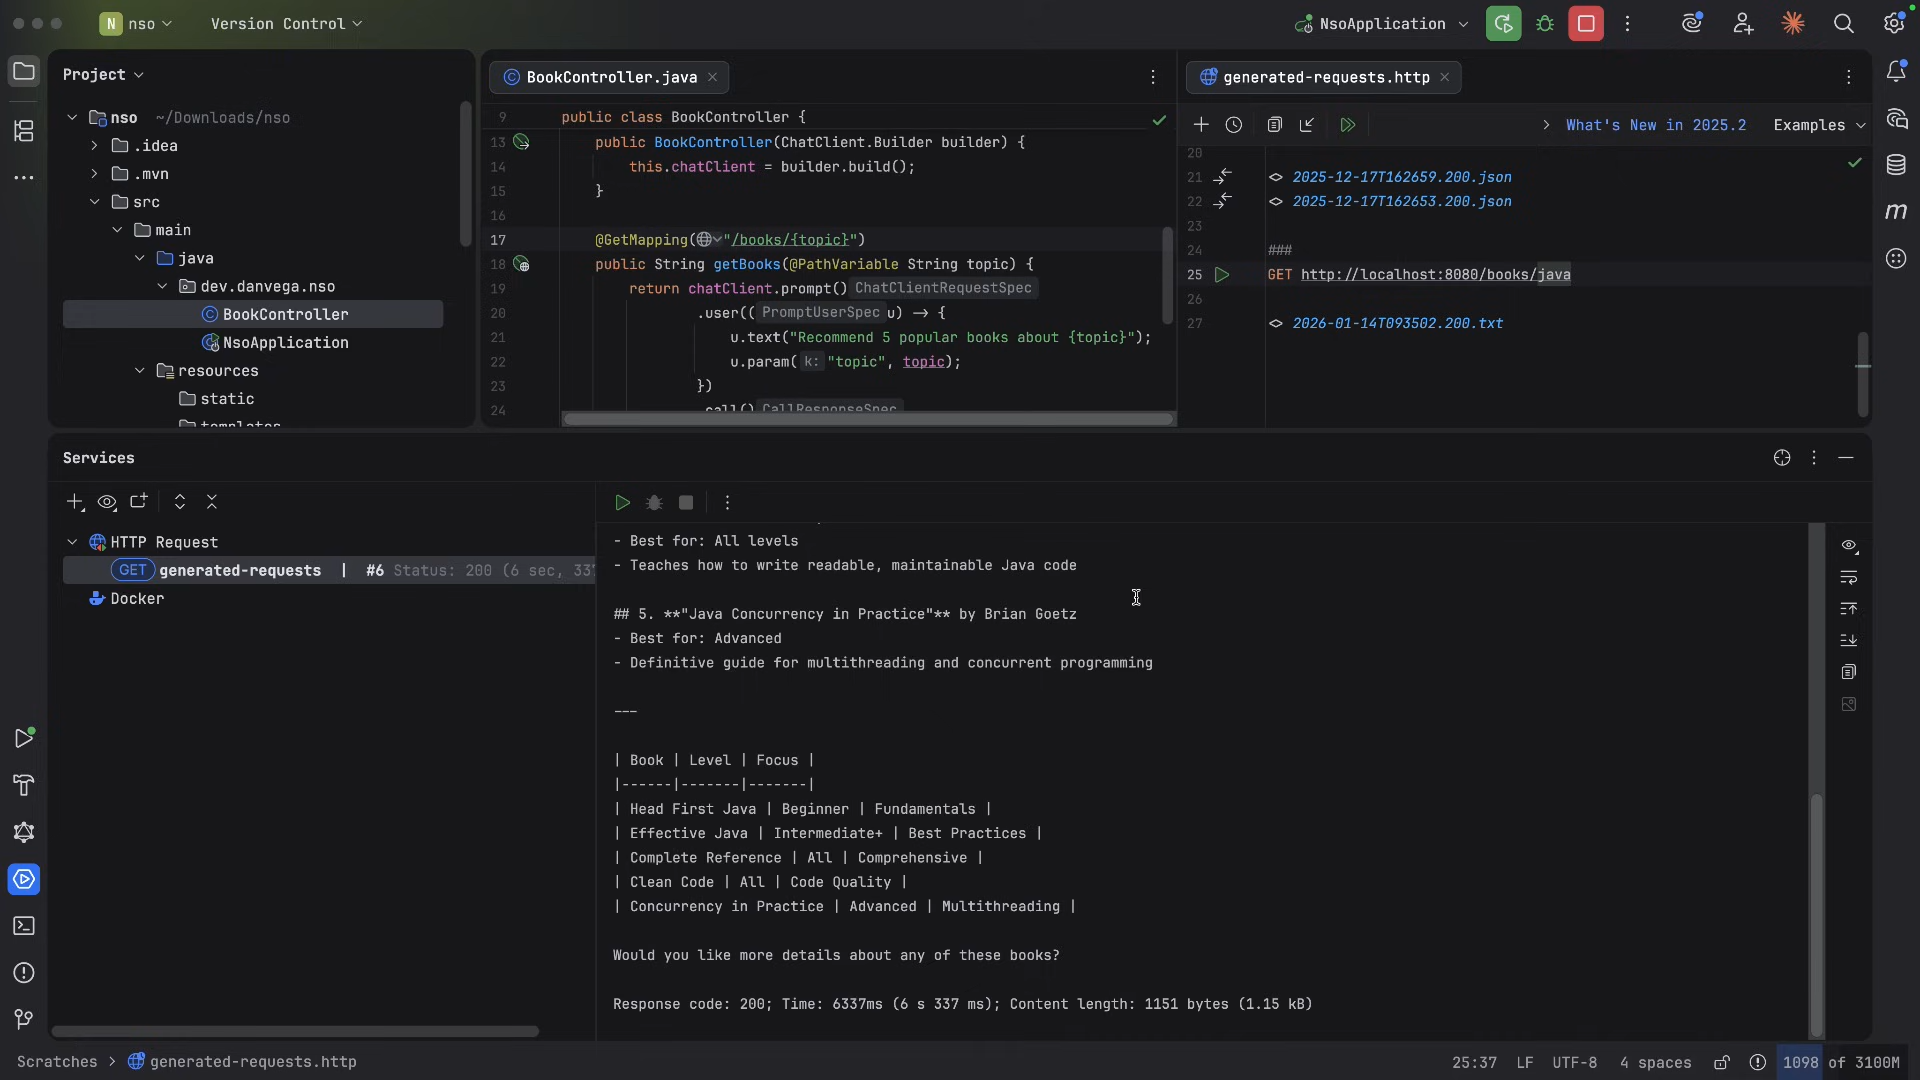 N nso
Version Control
NsoApplication
Project
nso ~/Downloads/nso
.idea
.mvn
src
main
java
dev.danvega.nso
BookController
NsoApplication
resources
static
templates
BookController.java
9 public class BookController {
13 public BookController(ChatClient.Builder builder) {
14 this.chatClient = builder.build();
15 }
16
17 @GetMapping("/books/{topic}")
18 public String getBooks(@PathVariable String topic) {
19 return chatClient.prompt() ChatClientRequestSpec
20 .user(( PromptUserSpec u) -> {
21 u.text("Recommend 5 popular books about {topic}");
22 u.param( k: "topic", topic);
23 })
24 .call() CallResponseSpec
generated-requests.http
What's New in 2025.2 Examples
20
21 <> 2025-12-17T162659.200.json
22 <> 2025-12-17T162653.200.json
23
24 ###
25 GET http://localhost:8080/books/java
26
27 <> 2026-01-14T093502.200.txt
Services
HTTP Request
GET generated-requests | #6 Status: 200 (6 sec, 337
Docker
- Best for: All levels
- Teaches how to write readable, maintainable Java code
## 5. **"Java Concurrency in Practice"** by Brian Goetz
- Best for: Advanced
- Definitive guide for multithreading and concurrent programming
---
| Book | Level | Focus |
|------|-------|-------|
| Head First Java | Beginner | Fundamentals |
| Effective Java | Intermediate+ | Best Practices |
| Complete Reference | All | Comprehensive |
| Clean Code | All | Code Quality |
| Concurrency in Practice | Advanced | Multithreading |
Would you like more details about any of these books?
Response code: 200; Time: 6337ms (6 s 337 ms); Content length: 1151 bytes (1.15 kB)
Scratches > generated-requests.http
25:37 LF UTF-8 4 spaces 1098 of 3100M